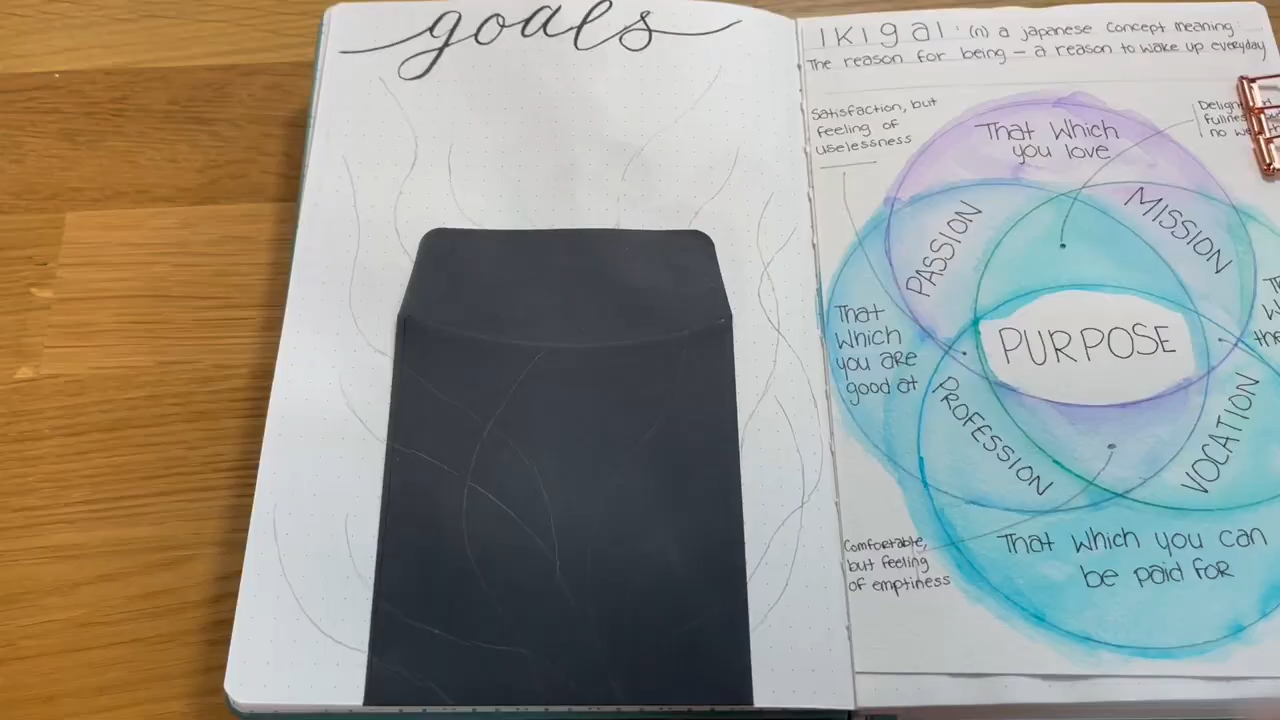 goals
IKIgaI : (n) a japanese concept meaning
The reason for being – a reason to wake up everyday
Satisfaction, but
feeling of
uselessness
That Which
you love
PASSION
MISSION
That
Which
you are
good at
PURPOSE
PROFESSION
VOCATION
Comfortable,
but feeling
of emptiness
That which you can
be paid for